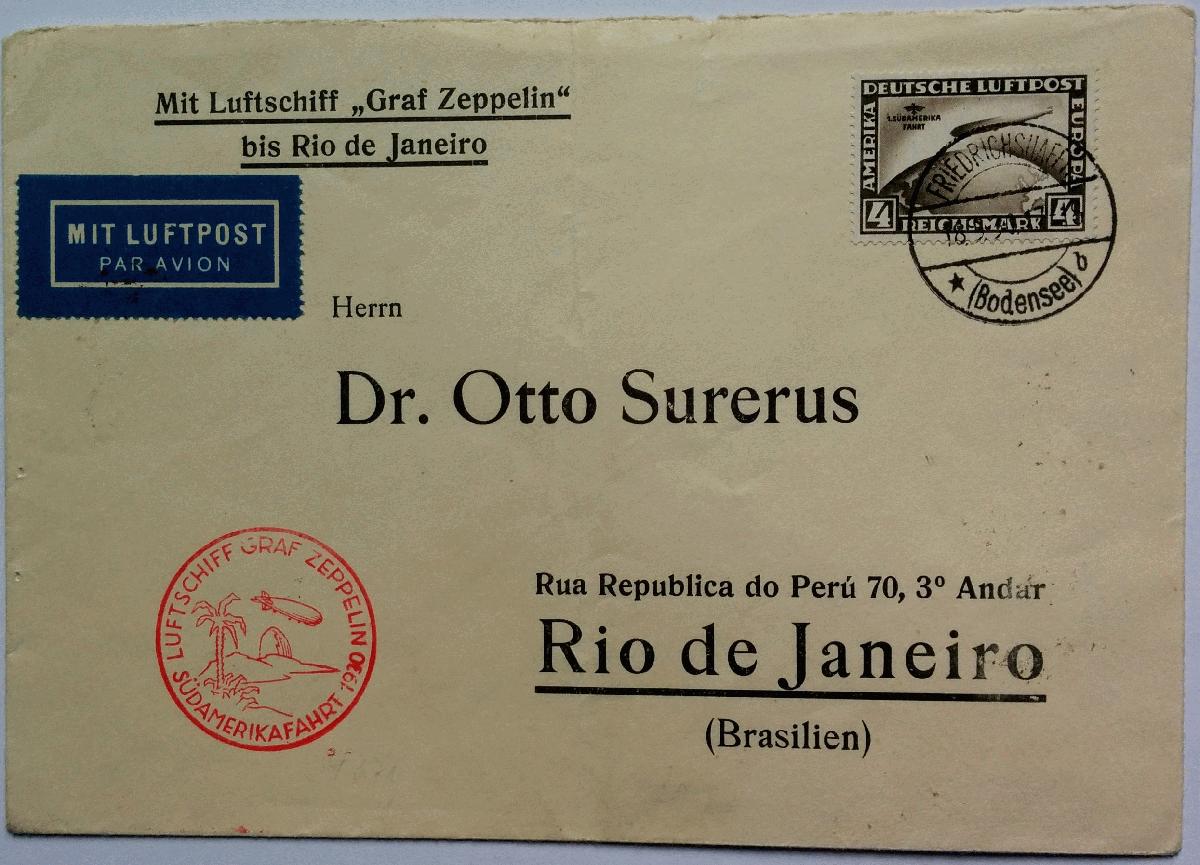 Mit Luftschiff „Graf Zeppelin“
bis Rio de Janeiro
DEUTSCHE LUFTPOST
AMERIKA
EUROPA
1. SÜDAMERIKA
FAHRT
4 REICHSMARK 4
FRIEDRICHSHAFEN
(Bodensee) b
MIT LUFTPOST
PAR AVION
Herrn
Dr. Otto Surerus
LUFTSCHIFF GRAF ZEPPELIN
SÜDAMERIKAFAHRT 1930
Rua Republica do Perú 70, 3º Andar
Rio de Janeiro
(Brasilien)